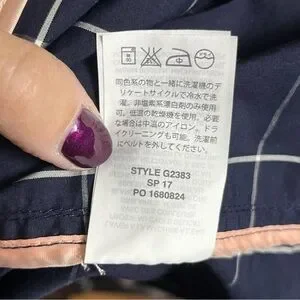 同色系の物と一緒に洗濯機のデ
リケートサイクルで冷水で洗
濯。非塩素系漂白剤のみ使用
可。低温の乾燥機を使用。必要
な場合は中温のアイロン。ドラ
イクリーニングも可能。洗濯前
にベルトを外してください。
STYLE G2383
SP 17
PO 1680824